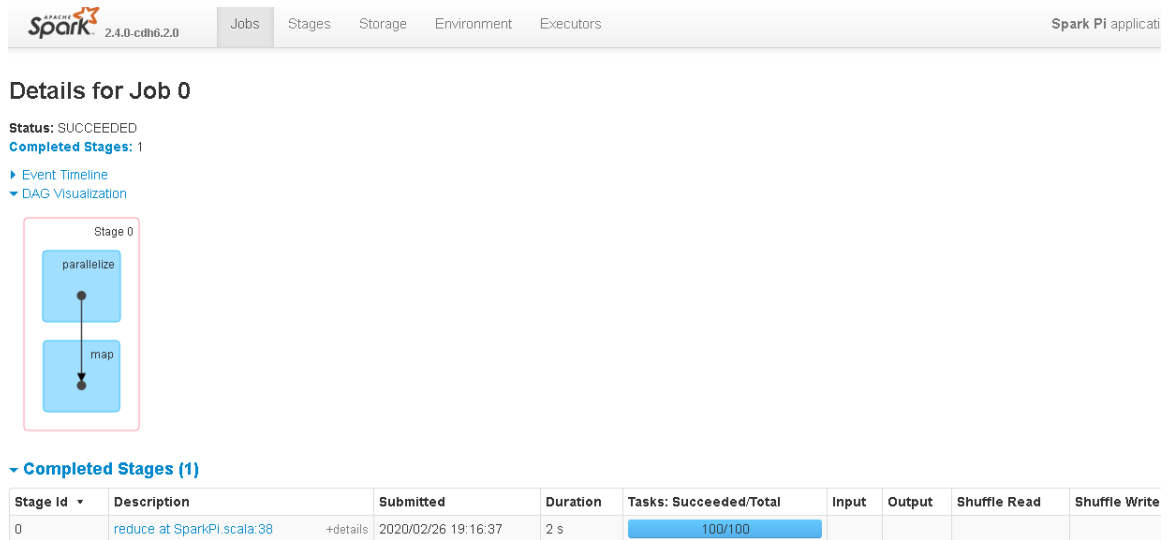 APACHE Spark 2.4.0-cdh6.2.0 Jobs Stages Storage Environment Executors Spark Pi applicati
Details for Job 0
Status: SUCCEEDED
Completed Stages: 1
Event Timeline
DAG Visualization
Stage 0
parallelize
map
Completed Stages (1)
Stage Id Description Submitted Duration Tasks: Succeeded/Total Input Output Shuffle Read Shuffle Write
0 reduce at SparkPi.scala:38 +details 2020/02/26 19:16:37 2 s 100/100